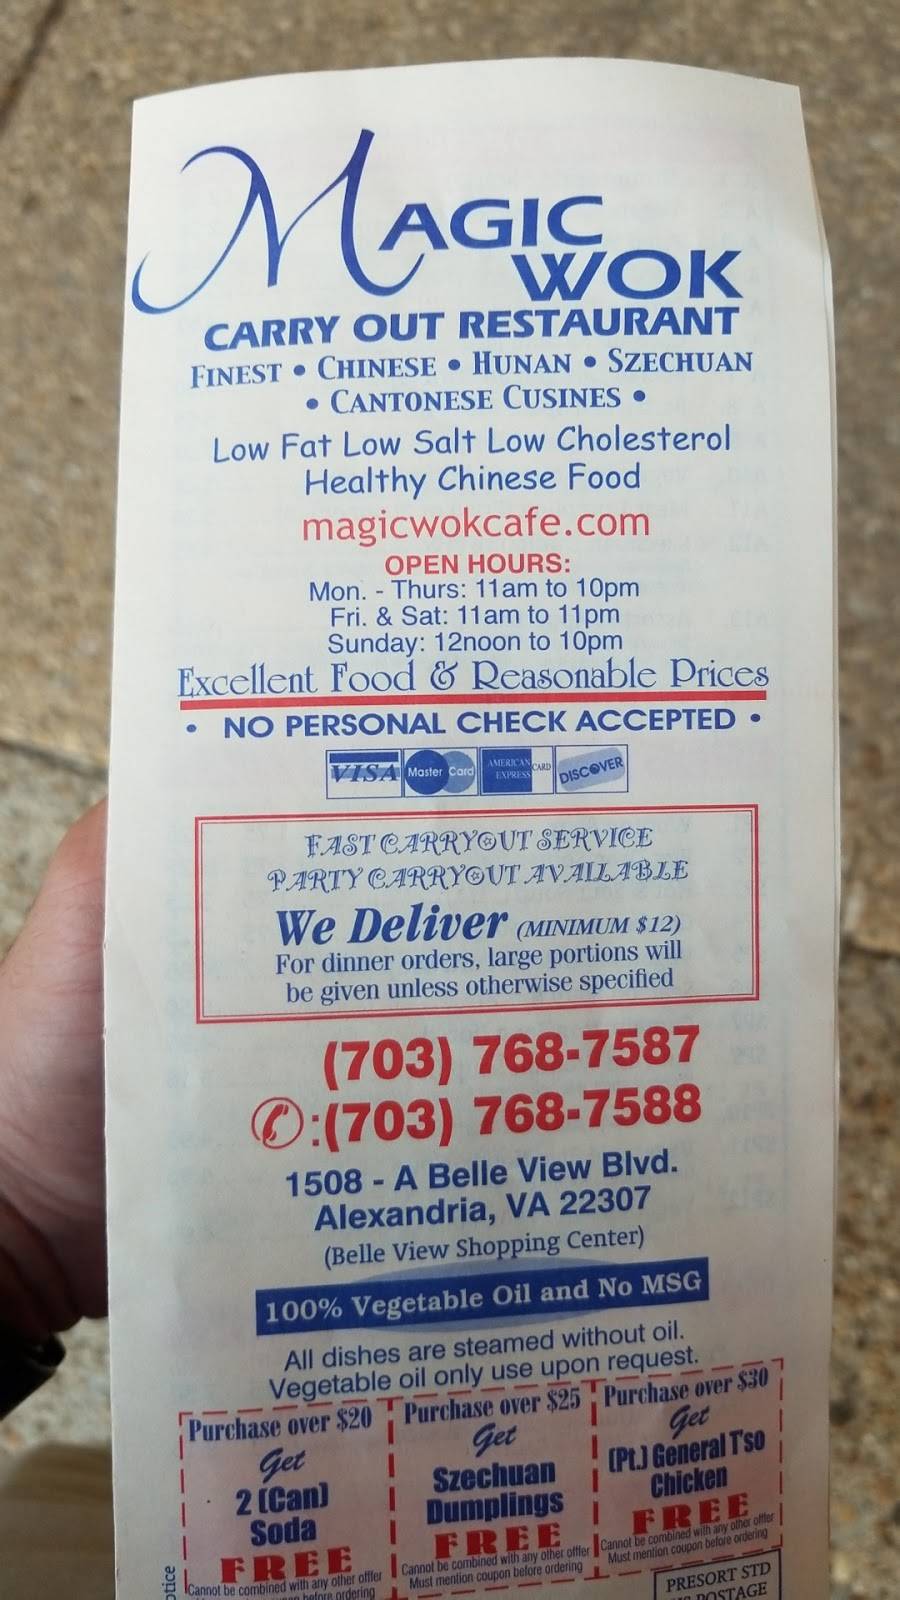 MAGIC
WOK
CARRY OUT RESTAURANT
FINEST • CHINESE • HUNAN • SZECHUAN
• CANTONESE CUSINES •
Low Fat Low Salt Low Cholesterol
Healthy Chinese Food
magicwokcafe.com
OPEN HOURS:
Mon. - Thurs: 11am to 10pm
Fri. & Sat: 11am to 11pm
Sunday: 12noon to 10pm
Excellent Food & Reasonable Prices
• NO PERSONAL CHECK ACCEPTED •
VISA Master Card AMERICAN EXPRESS CARD DISCOVER
FAST CARRYOUT SERVICE
PARTY CARRYOUT AVAILABLE
We Deliver (MINIMUM $12)
For dinner orders, large portions will
be given unless otherwise specified
(703) 768-7587
:(703) 768-7588
1508 - A Belle View Blvd.
Alexandria, VA 22307
(Belle View Shopping Center)
100% Vegetable Oil and No MSG
All dishes are steamed without oil.
Vegetable oil only use upon request.
Purchase over $20
Get
2 (Can)
Soda
FREE
Cannot be combined with any other offter
before ordering
Purchase over $25
Get
Szechuan
Dumplings
FREE
Cannot be combined with any other offter
Must mention coupon before ordering
Purchase over $30
Get
(Pt.) General T'so
Chicken
FREE
Cannot be combined with any other offter
Must mention coupon before ordering
PRESORT STD
POSTAGE